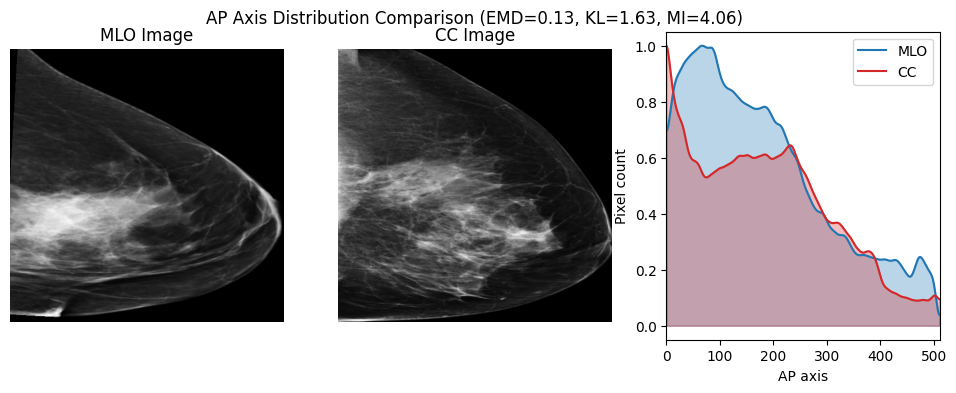 AP Axis Distribution Comparison (EMD=0.13, KL=1.63, MI=4.06)
MLO Image
CC Image
MLO
CC
Pixel count
1.0
0.8
0.6
0.4
0.2
0.0
0 100 200 300 400 500
AP axis